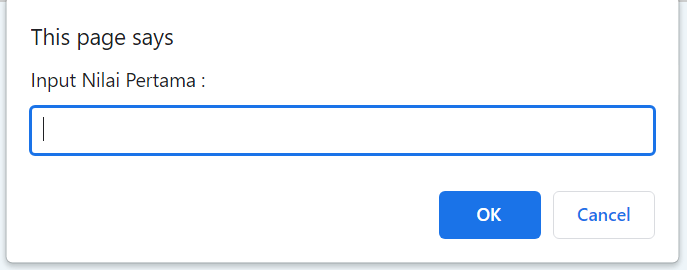 This page says
Input Nilai Pertama :
OK
Cancel